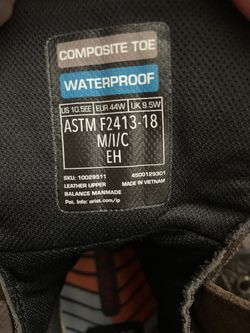 COMPOSITE TOE
WATERPROOF
US 10.5EE EUR 44W UK 9.5W
ASTM F2413-18
M/I/C
EH
SKU: 10029511 4500129301
LEATHER UPPER MADE IN VIETNAM
BALANCE MANMADE
Pat. Info: ariat.com/ip